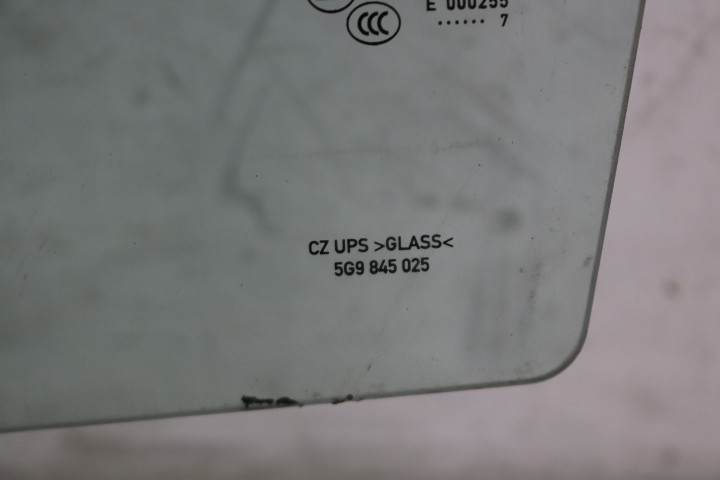 E 000255
CCC
...... 7
CZ UPS >GLASS<
5G9 845 025